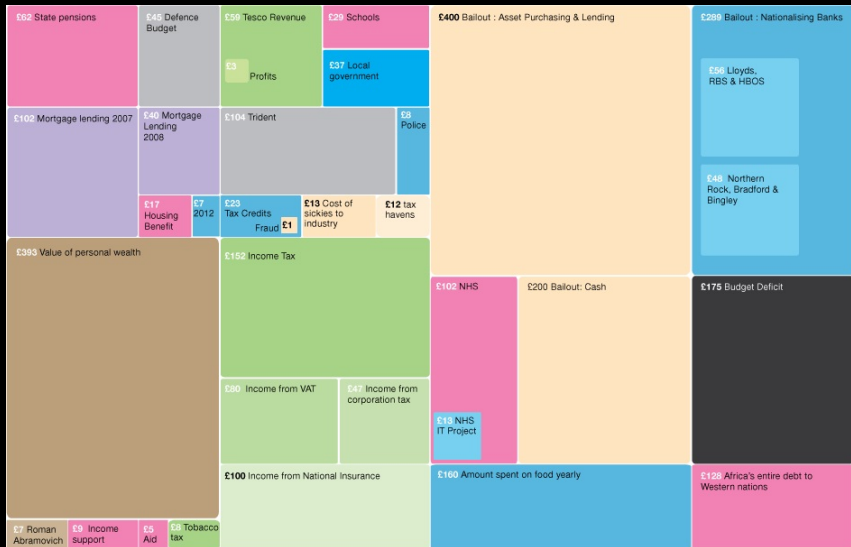 £62 State pensions
£45 Defence
Budget
£59 Tesco Revenue
£3
Profits
£29 Schools
£37 Local
government
£400 Bailout : Asset Purchasing & Lending
£289 Bailout : Nationalising Banks
£56 Lloyds,
RBS & HBOS
£48 Northern
Rock, Bradford &
Bingley
£102 Mortgage lending 2007
£40 Mortgage
Lending
2008
£104 Trident
£8
Police
£17
Housing
Benefit
£7
2012
£23
Tax Credits
Fraud £1
£13 Cost of
sickies to
industry
£12 tax
havens
£393 Value of personal wealth
£152 Income Tax
£102 NHS
£13 NHS
IT Project
£200 Bailout: Cash
£175 Budget Deficit
£80 Income from VAT
£47 Income from
corporation tax
£100 Income from National Insurance
£160 Amount spent on food yearly
£128 Africa's entire debt to
Western nations
£7 Roman
Abramovich
£9 Income
support
£5
Aid
£8 Tobacco
tax